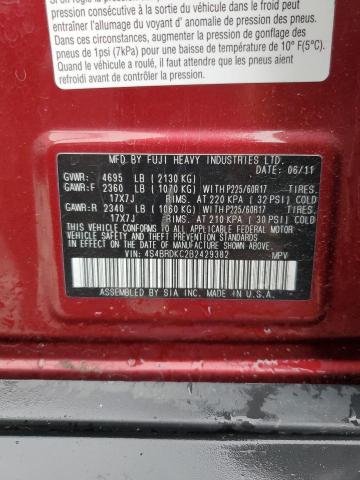 pression consécutive à la sortie du véhicule dans le froid peut
entraîner l'allumage du voyant d' anomalie de pression des pneus.
Dans ces circonstances, augmenter la pression de gonflage des
pneus de 1psi (7kPa) pour une baisse de température de 10° F(5°C).
Lorsque le véhicule a roulé, il faut attendre que les pneus aient
refroidi avant de contrôler la pression.
MFD. BY FUJI HEAVY INDUSTRIES LTD.
DATE: 06/11
GVWR: 4695 LB (2130 KG)
GAWR:F 2360 LB (1070 KG) WITH P225/60R17 TIRES,
17X7J RIMS, AT 220 KPA (32 PSI) COLD
GAWR:R 2340 LB (1060 KG) WITH P225/60R17 TIRES,
17X7J RIMS, AT 210 KPA (30 PSI) COLD
THIS VEHICLE CONFORMS TO ALL APPLICABLE FEDERAL MOTOR
VEHICLE SAFETY STANDARDS IN EFFECT ON THE DATE OF
MANUFACTURE SHOWN ABOVE.
VIN: 4S4BRDKC2B2429382 MPV
ASSEMBLED BY SIA INC. MADE IN U.S.A.